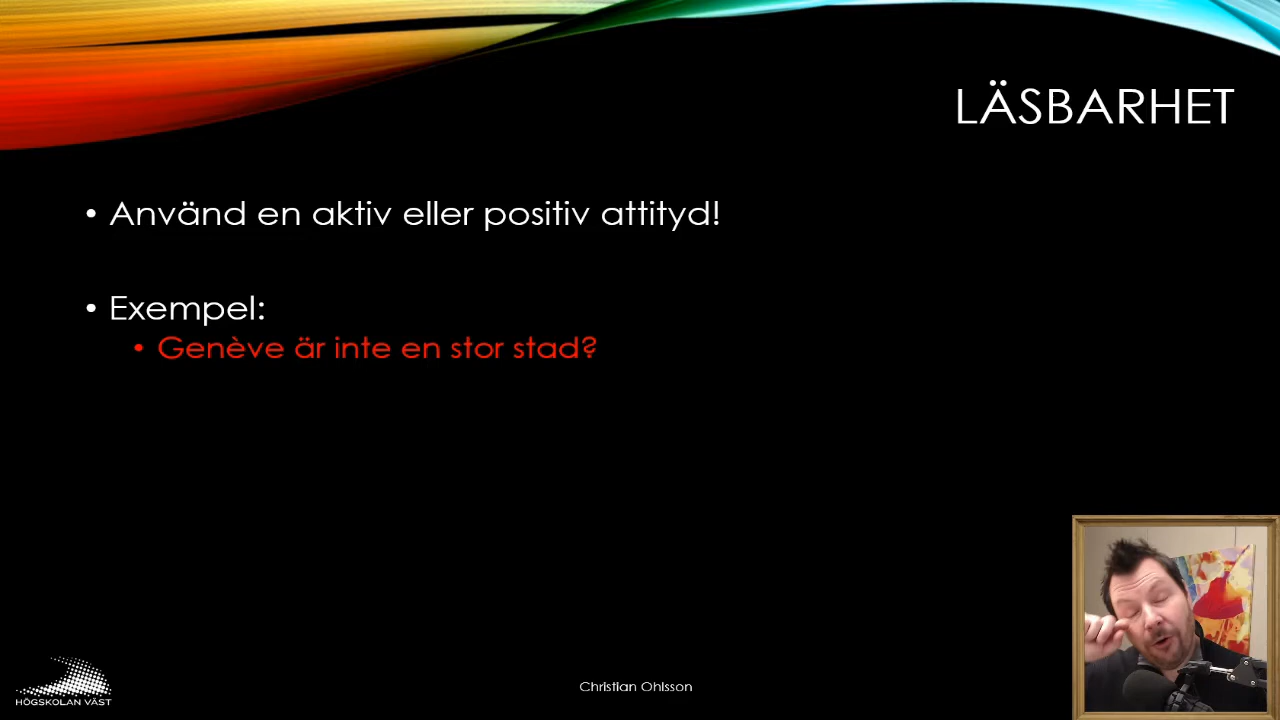 LÄSBARHET
• Använd en aktiv eller positiv attityd!
• Exempel:
• Genève är inte en stor stad?
HÖGSKOLAN VÄST
Christian Ohlsson